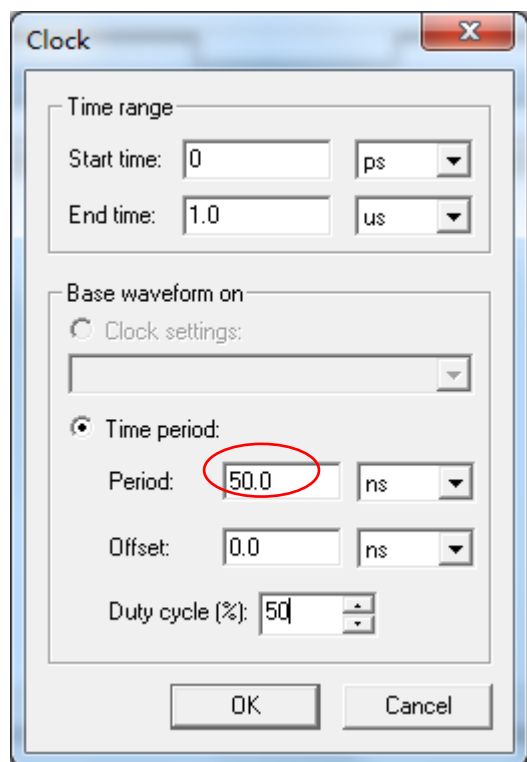 Clock
Time range
Start time: 0 ps
End time: 1.0 us
Base waveform on
Clock settings:
Time period:
Period: 50.0 ns
Offset: 0.0 ns
Duty cycle (%): 50
OK Cancel